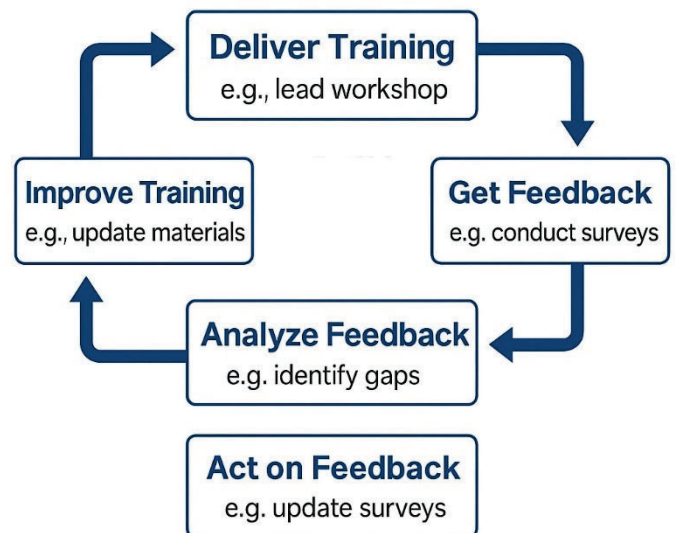 Deliver Training
e.g., lead workshop
Get Feedback
e.g. conduct surveys
Analyze Feedback
e.g. identify gaps
Improve Training
e.g., update materials
Act on Feedback
e.g. update surveys